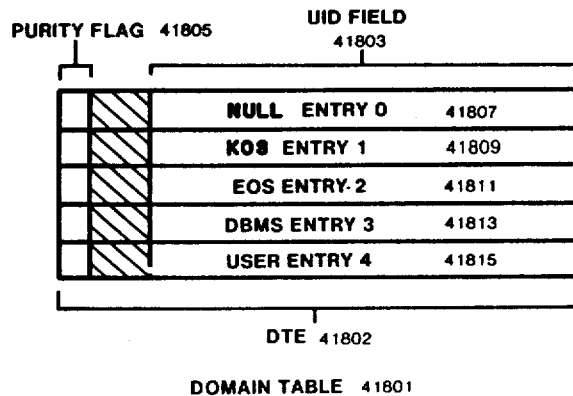 PURITY FLAG 41805
UID FIELD
41803
NULL ENTRY 0 41807
KOS ENTRY 1 41809
EOS ENTRY-2 41811
DBMS ENTRY 3 41813
USER ENTRY 4 41815
DTE 41802
DOMAIN TABLE 41801